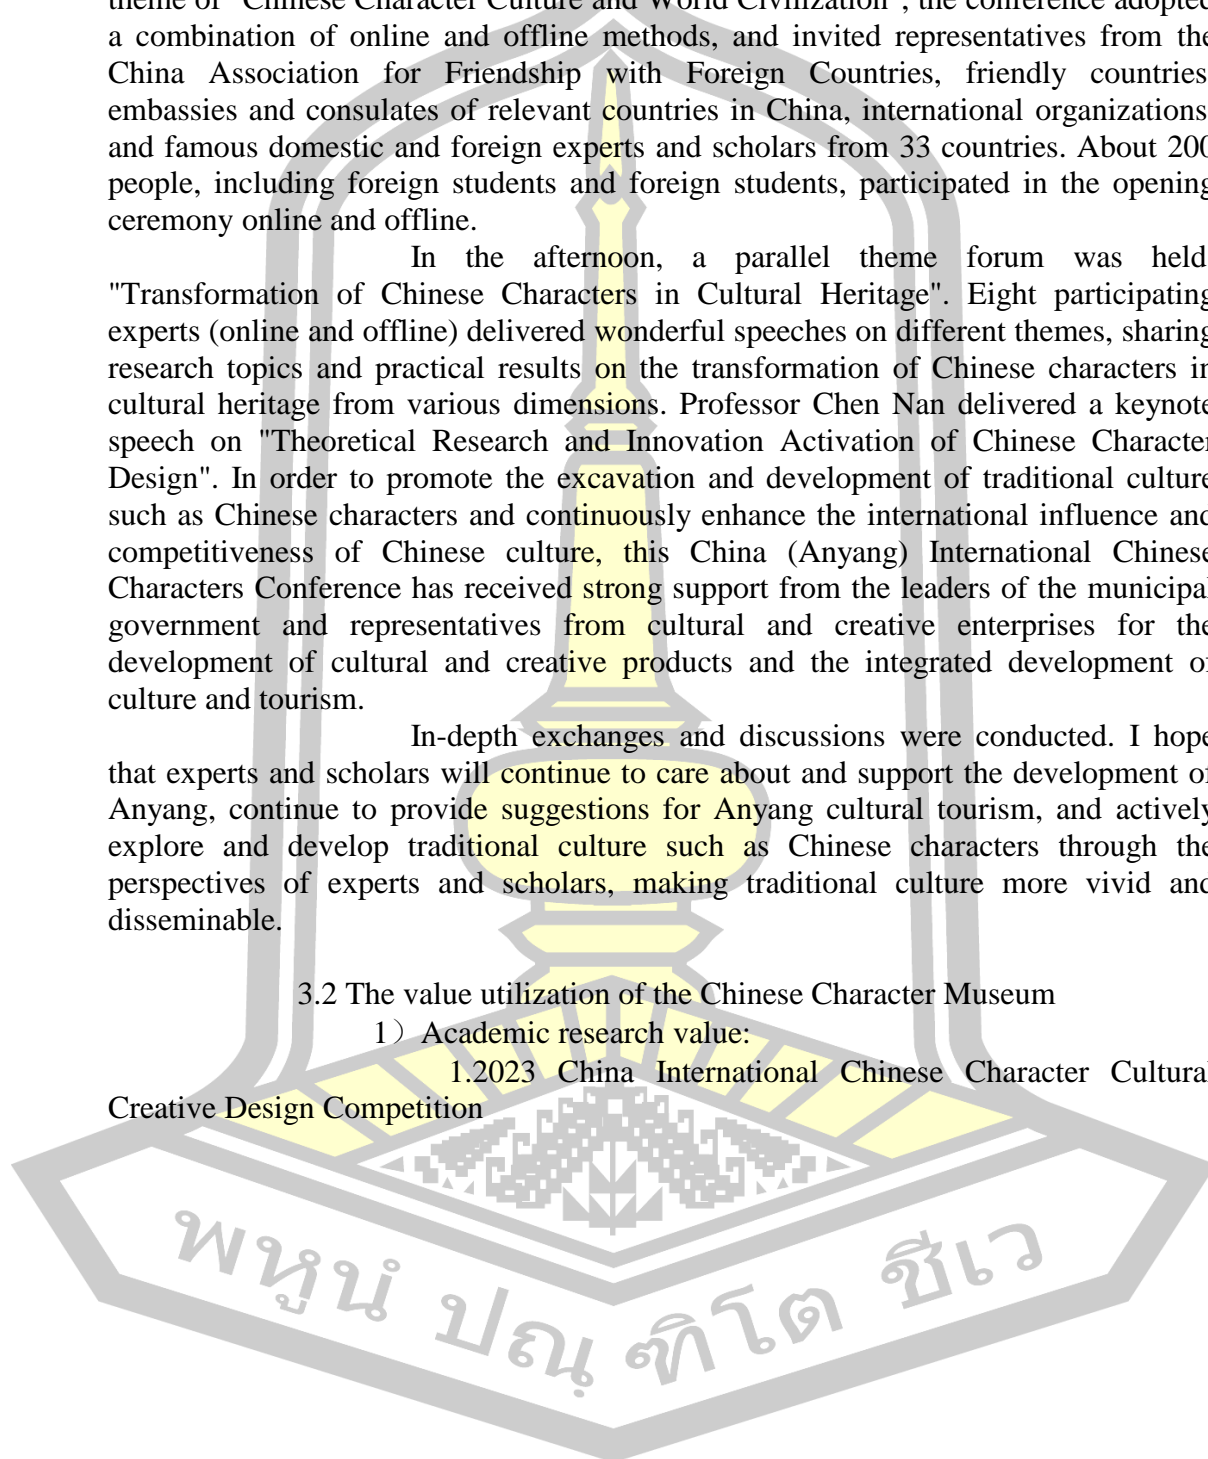 theme of "Chinese Character Culture and World Civilization", the conference adopted
a combination of online and offline methods, and invited representatives from the
China Association for Friendship with Foreign Countries, friendly countries
embassies and consulates of relevant countries in China, international organizations
and famous domestic and foreign experts and scholars from 33 countries. About 200
people, including foreign students and foreign students, participated in the opening
ceremony online and offline.
In the afternoon, a parallel theme forum was held
"Transformation of Chinese Characters in Cultural Heritage". Eight participating
experts (online and offline) delivered wonderful speeches on different themes, sharing
research topics and practical results on the transformation of Chinese characters in
cultural heritage from various dimensions. Professor Chen Nan delivered a keynote
speech on "Theoretical Research and Innovation Activation of Chinese Character
Design". In order to promote the excavation and development of traditional culture
such as Chinese characters and continuously enhance the international influence and
competitiveness of Chinese culture, this China (Anyang) International Chinese
Characters Conference has received strong support from the leaders of the municipal
government and representatives from cultural and creative enterprises for the
development of cultural and creative products and the integrated development of
culture and tourism.
In-depth exchanges and discussions were conducted. I hope
that experts and scholars will continue to care about and support the development of
Anyang, continue to provide suggestions for Anyang cultural tourism, and actively
explore and develop traditional culture such as Chinese characters through the
perspectives of experts and scholars, making traditional culture more vivid and
disseminable.
3.2 The value utilization of the Chinese Character Museum
1）Academic research value:
1.2023 China International Chinese Character Cultural
Creative Design Competition
พหูนํ ปณฺฑิโต ชีเว